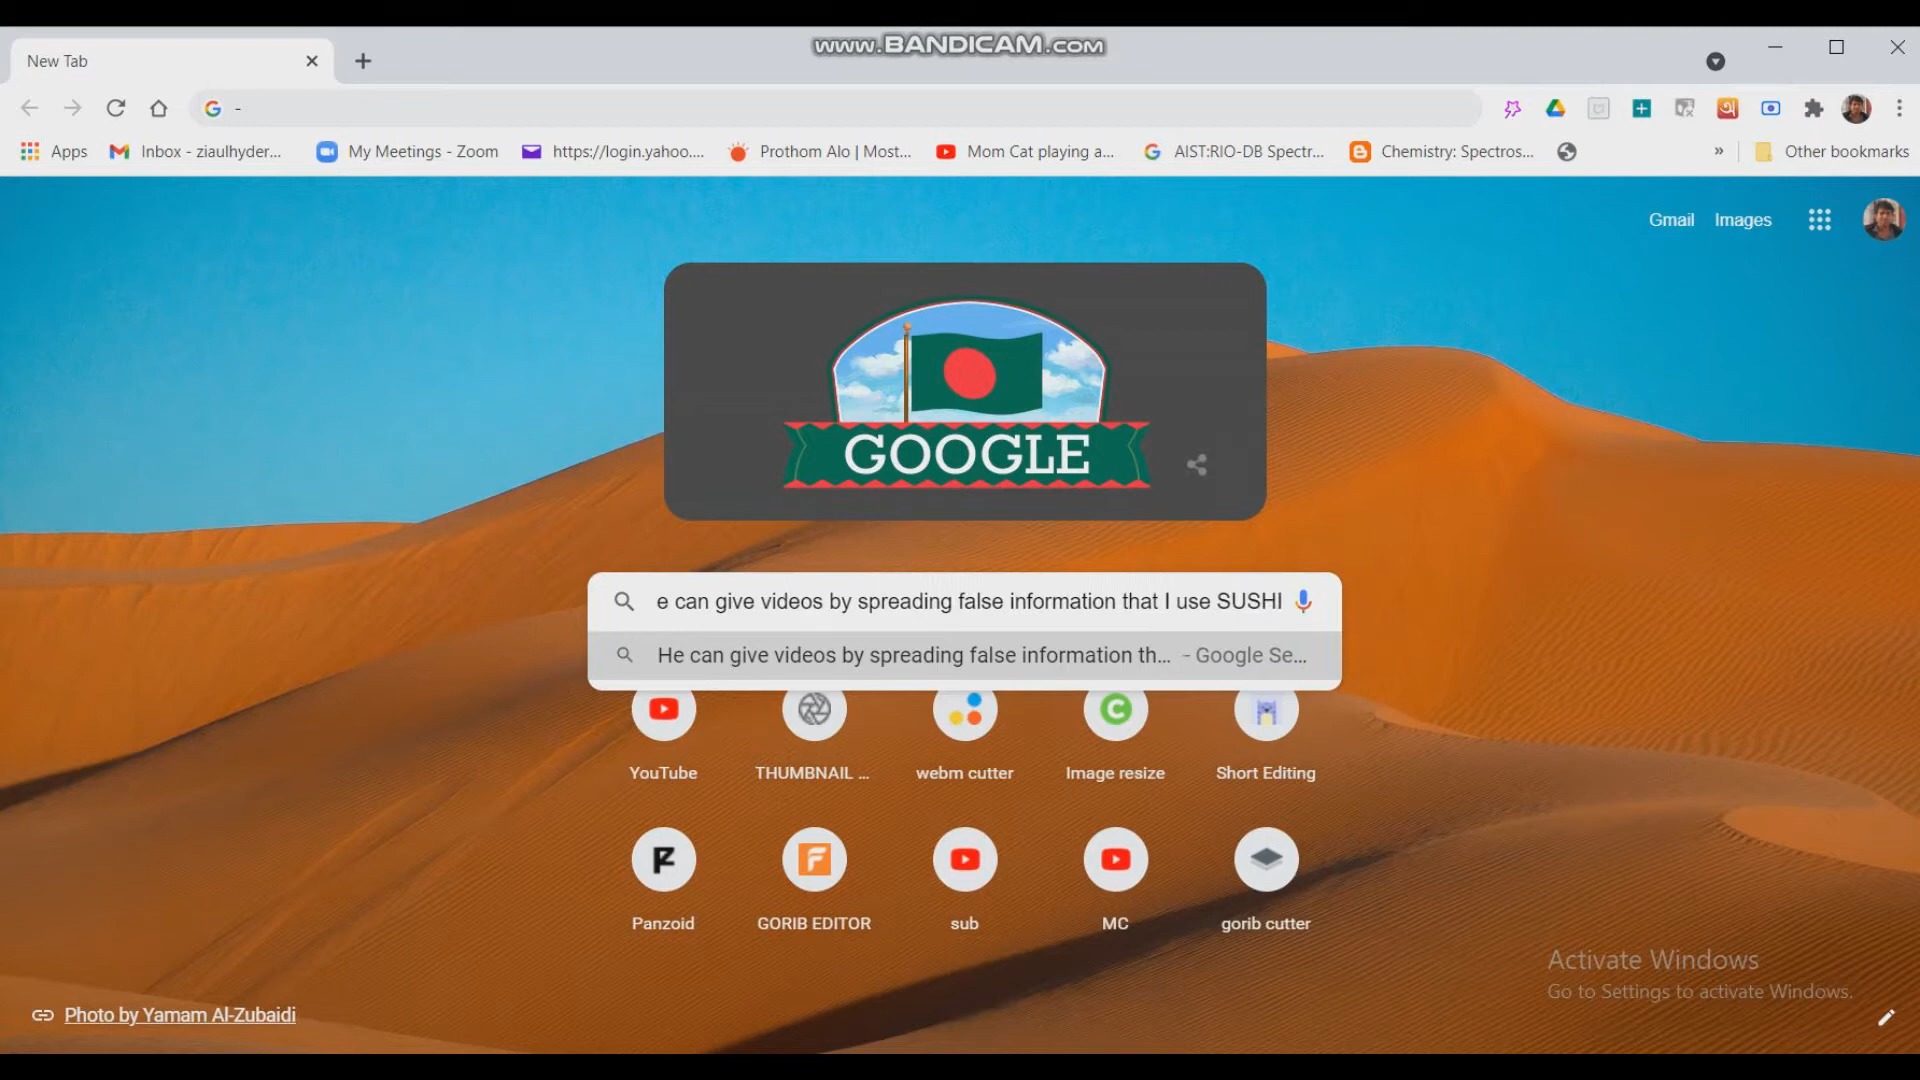 www.BANDICAM.com
New Tab
-
Apps
Inbox - ziaulhyder...
My Meetings - Zoom
https://login.yahoo....
Prothom Alo | Most...
Mom Cat playing a...
AIST:RIO-DB Spectr...
Chemistry: Spectros...
»
Other bookmarks
Gmail Images
GOOGLE
e can give videos by spreading false information that I use SUSHI
He can give videos by spreading false information th... - Google Se...
YouTube
THUMBNAIL ...
webm cutter
Image resize
Short Editing
Panzoid
GORIB EDITOR
sub
MC
gorib cutter
Activate Windows
Go to Settings to activate Windows.
Photo by Yamam Al-Zubaidi